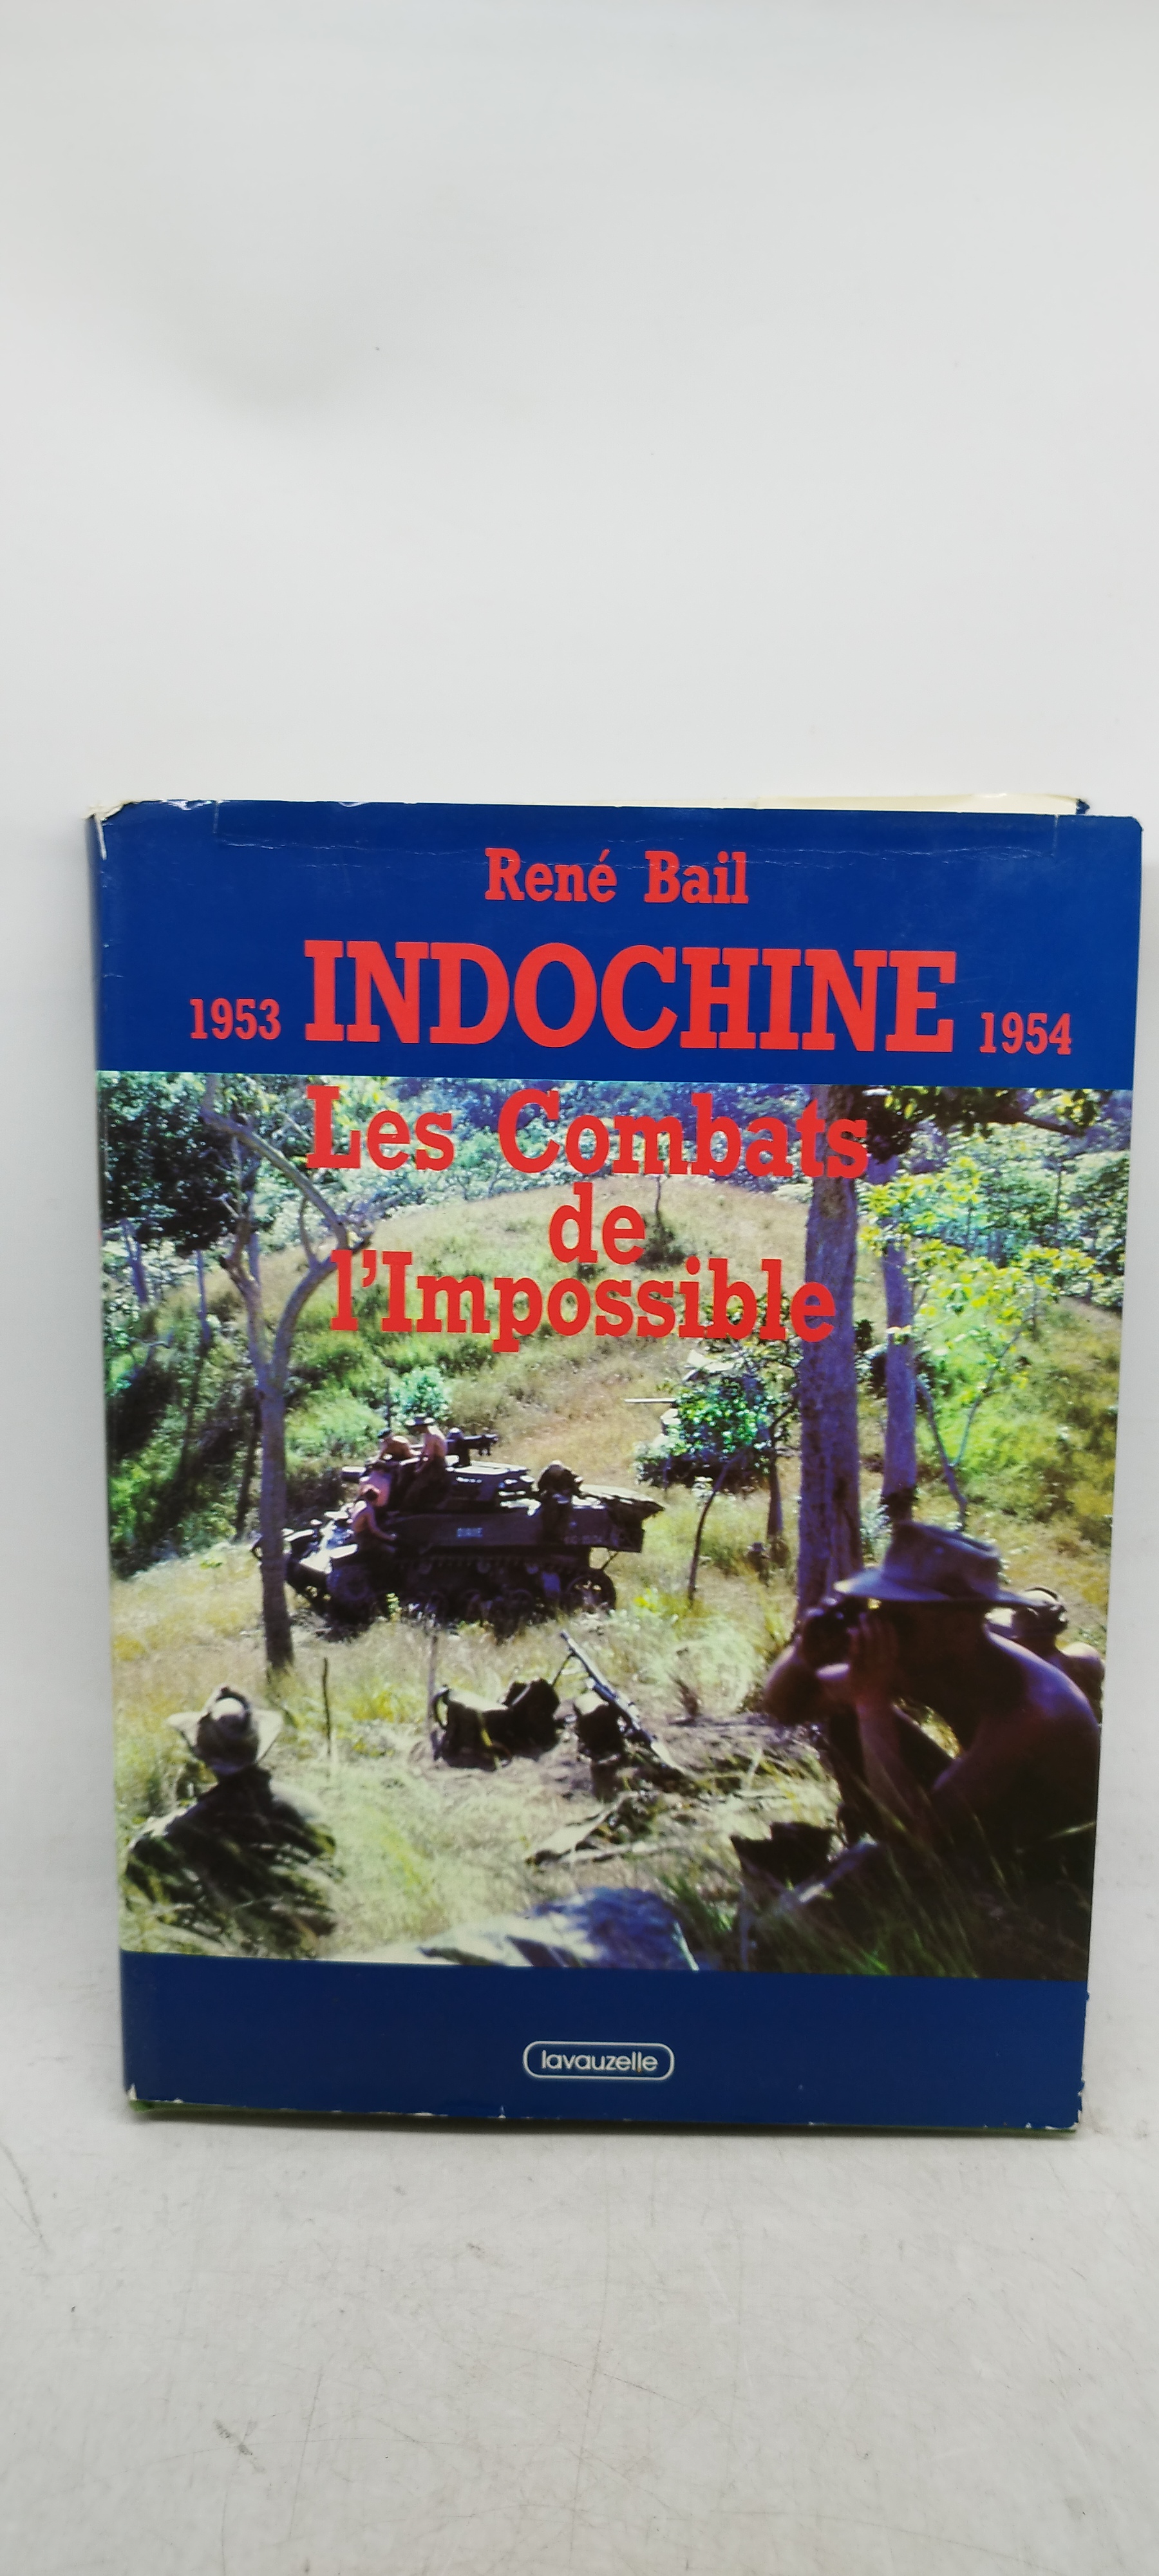 René Bail
1953 INDOCHINE 1954
Les Combats
de
l'Impossible
lavauzelle